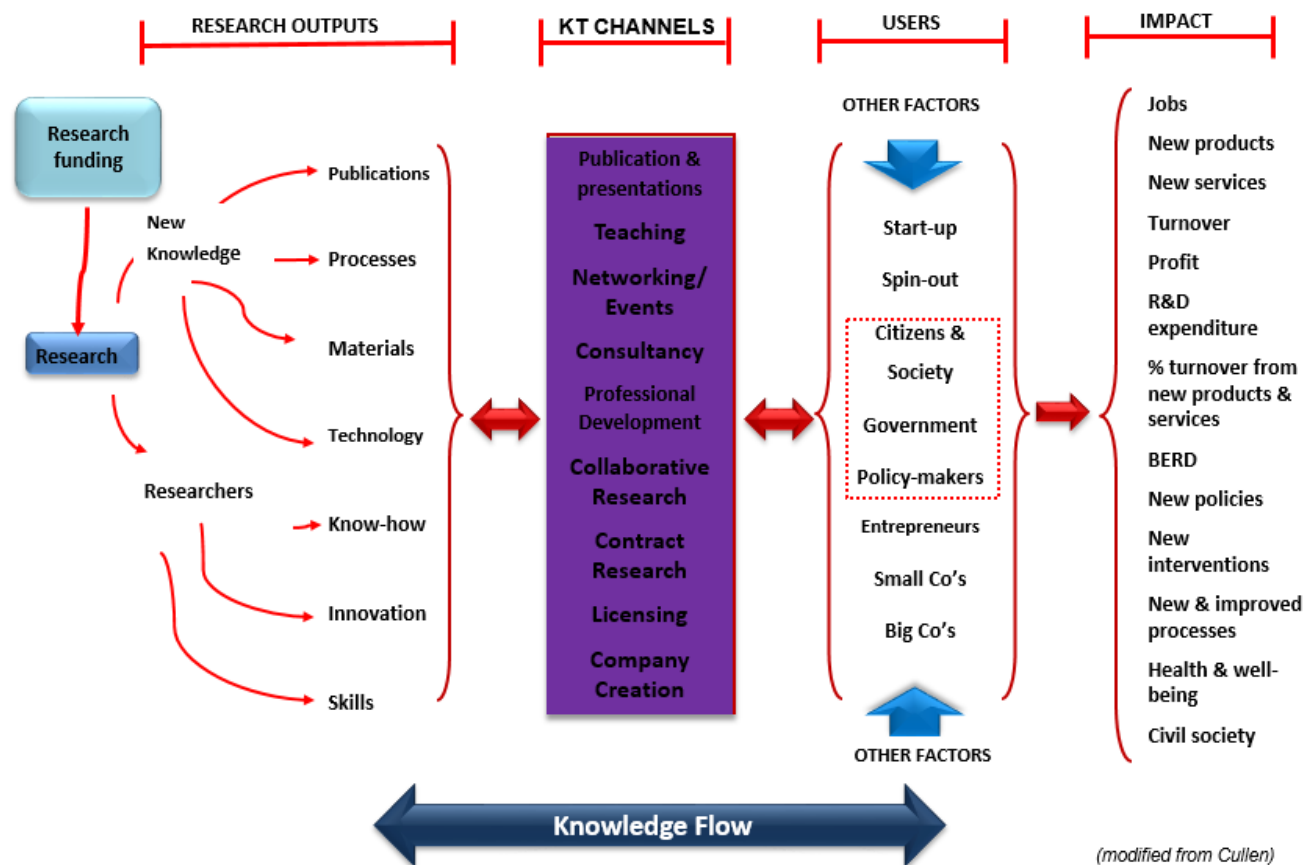 RESEARCH OUTPUTS
KT CHANNELS
USERS
IMPACT
Research
funding
New
Knowledge
Research
Researchers
Publications
Processes
Materials
Technology
Know-how
Innovation
Skills
Publication &
presentations
Teaching
Networking/
Events
Consultancy
Professional
Development
Collaborative
Research
Contract
Research
Licensing
Company
Creation
OTHER FACTORS
Start-up
Spin-out
Citizens &
Society
Government
Policy-makers
Entrepreneurs
Small Co's
Big Co's
OTHER FACTORS
Jobs
New products
New services
Turnover
Profit
R&D
expenditure
% turnover from
new products &
services
BERD
New policies
New
interventions
New & improved
processes
Health & well-
being
Civil society
Knowledge Flow
(modified from Cullen)